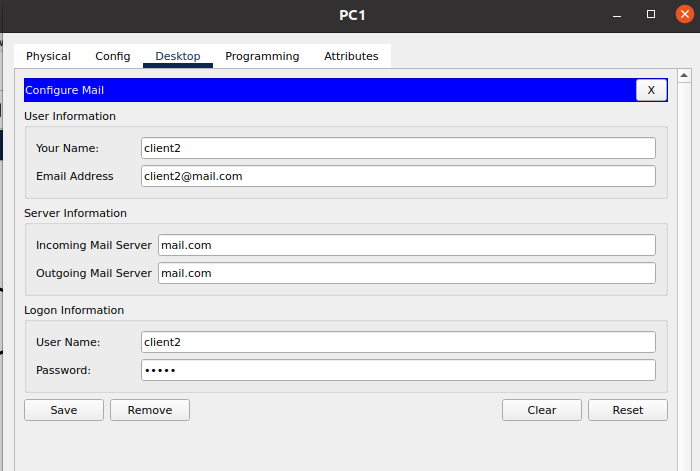 PC1
Physical Config Desktop Programming Attributes
Configure Mail X
User Information
Your Name: client2
Email Address client2@mail.com
Server Information
Incoming Mail Server mail.com
Outgoing Mail Server mail.com
Logon Information
User Name: client2
Password: •••••
Save Remove Clear Reset